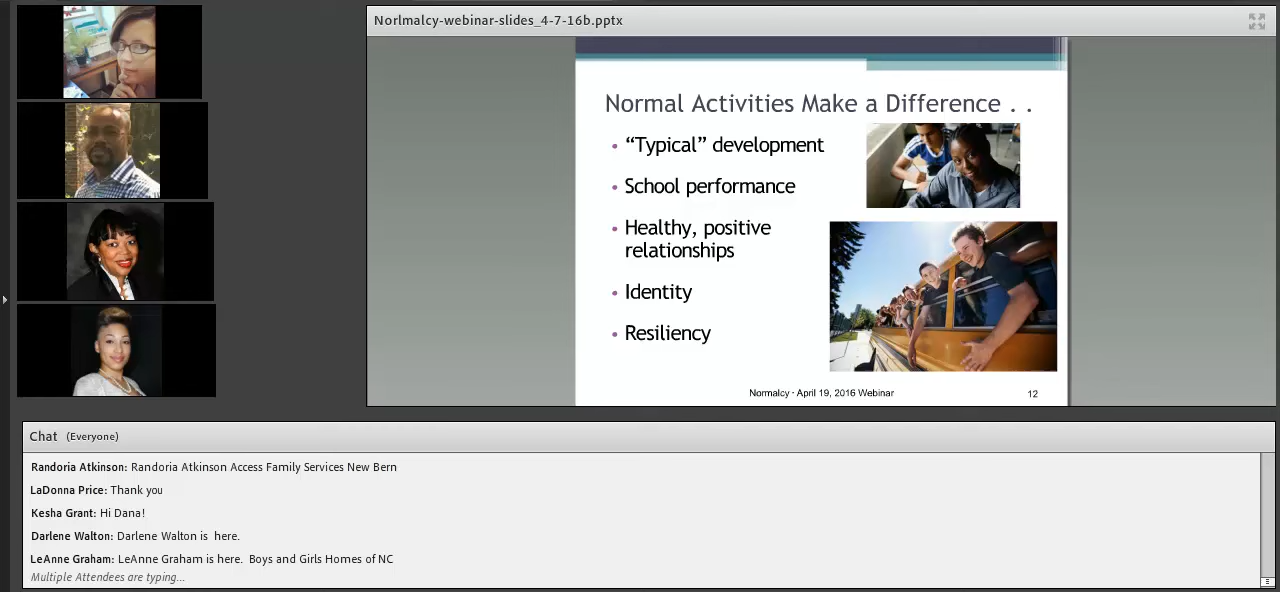 Norlmalcy-webinar-slides_4-7-16b.pptx
Normal Activities Make a Difference . .
• “Typical” development
• School performance
• Healthy, positive
relationships
• Identity
• Resiliency
Normalcy · April 19, 2016 Webinar
12
Chat (Everyone)
Randoria Atkinson: Randoria Atkinson Access Family Services New Bern
LaDonna Price: Thank you
Kesha Grant: Hi Dana!
Darlene Walton: Darlene Walton is  here.
LeAnne Graham: LeAnne Graham is here.  Boys and Girls Homes of NC
Multiple Attendees are typing...